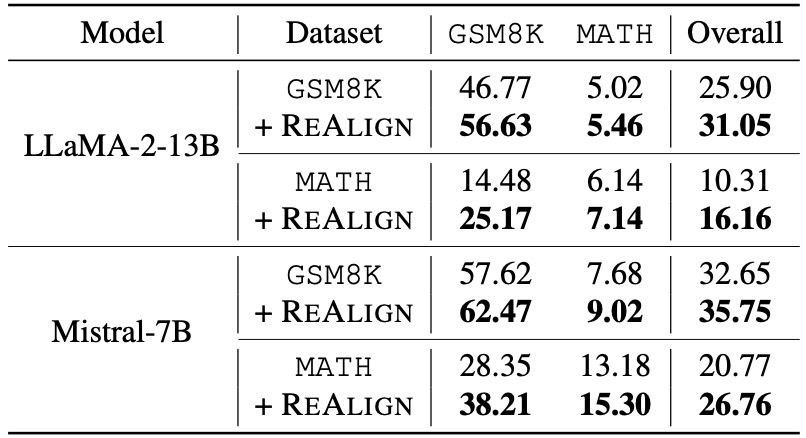 Model Dataset GSM8K MATH Overall
GSM8K 46.77 5.02 25.90
+ REALIGN 56.63 5.46 31.05
LLaMA-2-13B
MATH 14.48 6.14 10.31
+ REALIGN 25.17 7.14 16.16
GSM8K 57.62 7.68 32.65
+ REALIGN 62.47 9.02 35.75
Mistral-7B
MATH 28.35 13.18 20.77
+ REALIGN 38.21 15.30 26.76